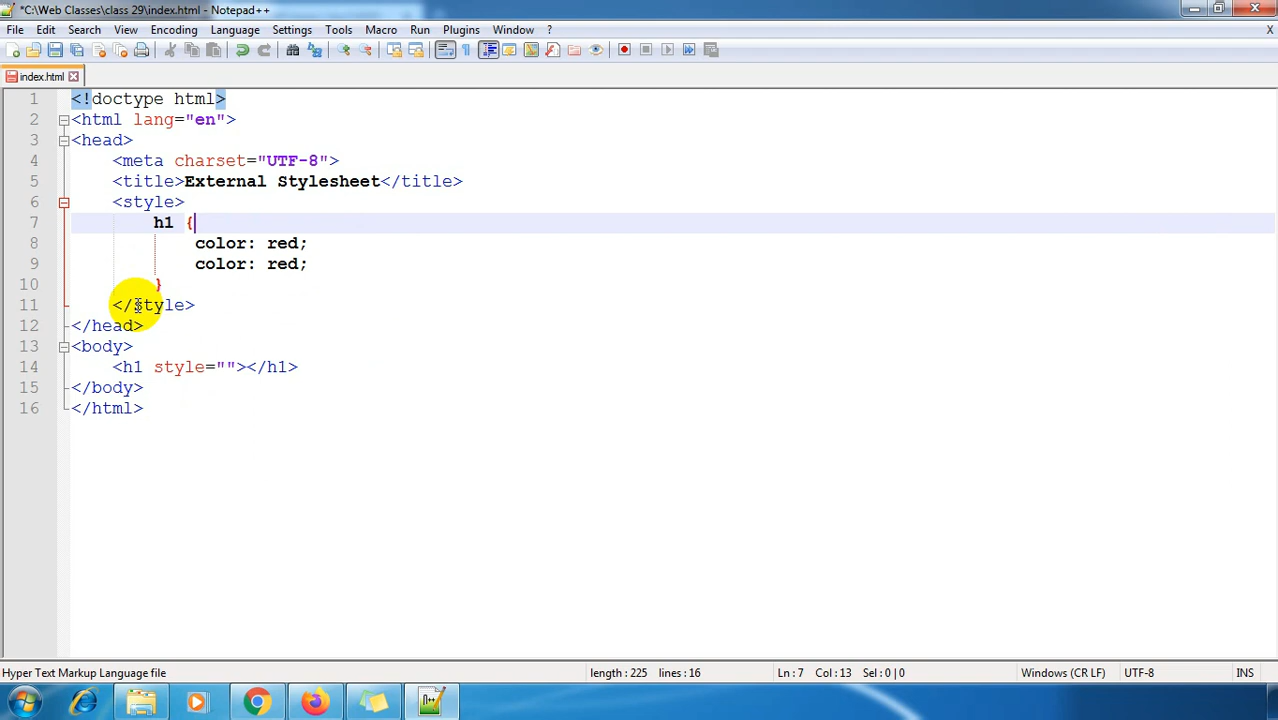 *C:\Web Classes\class 29\index.html - Notepad++
File Edit Search View Encoding Language Settings Tools Macro Run Plugins Window ? X
index.html
1 <!doctype html>
2 <html lang="en">
3 <head>
4 <meta charset="UTF-8">
5 <title>External Stylesheet</title>
6 <style>
7 h1 {
8 color: red;
9 color: red;
10 }
11 </style>
12 </head>
13 <body>
14 <h1 style=""></h1>
15 </body>
16 </html>
Hyper Text Markup Language file length : 225 lines : 16 Ln : 7 Col : 13 Sel : 0 | 0 Windows (CR LF) UTF-8 INS